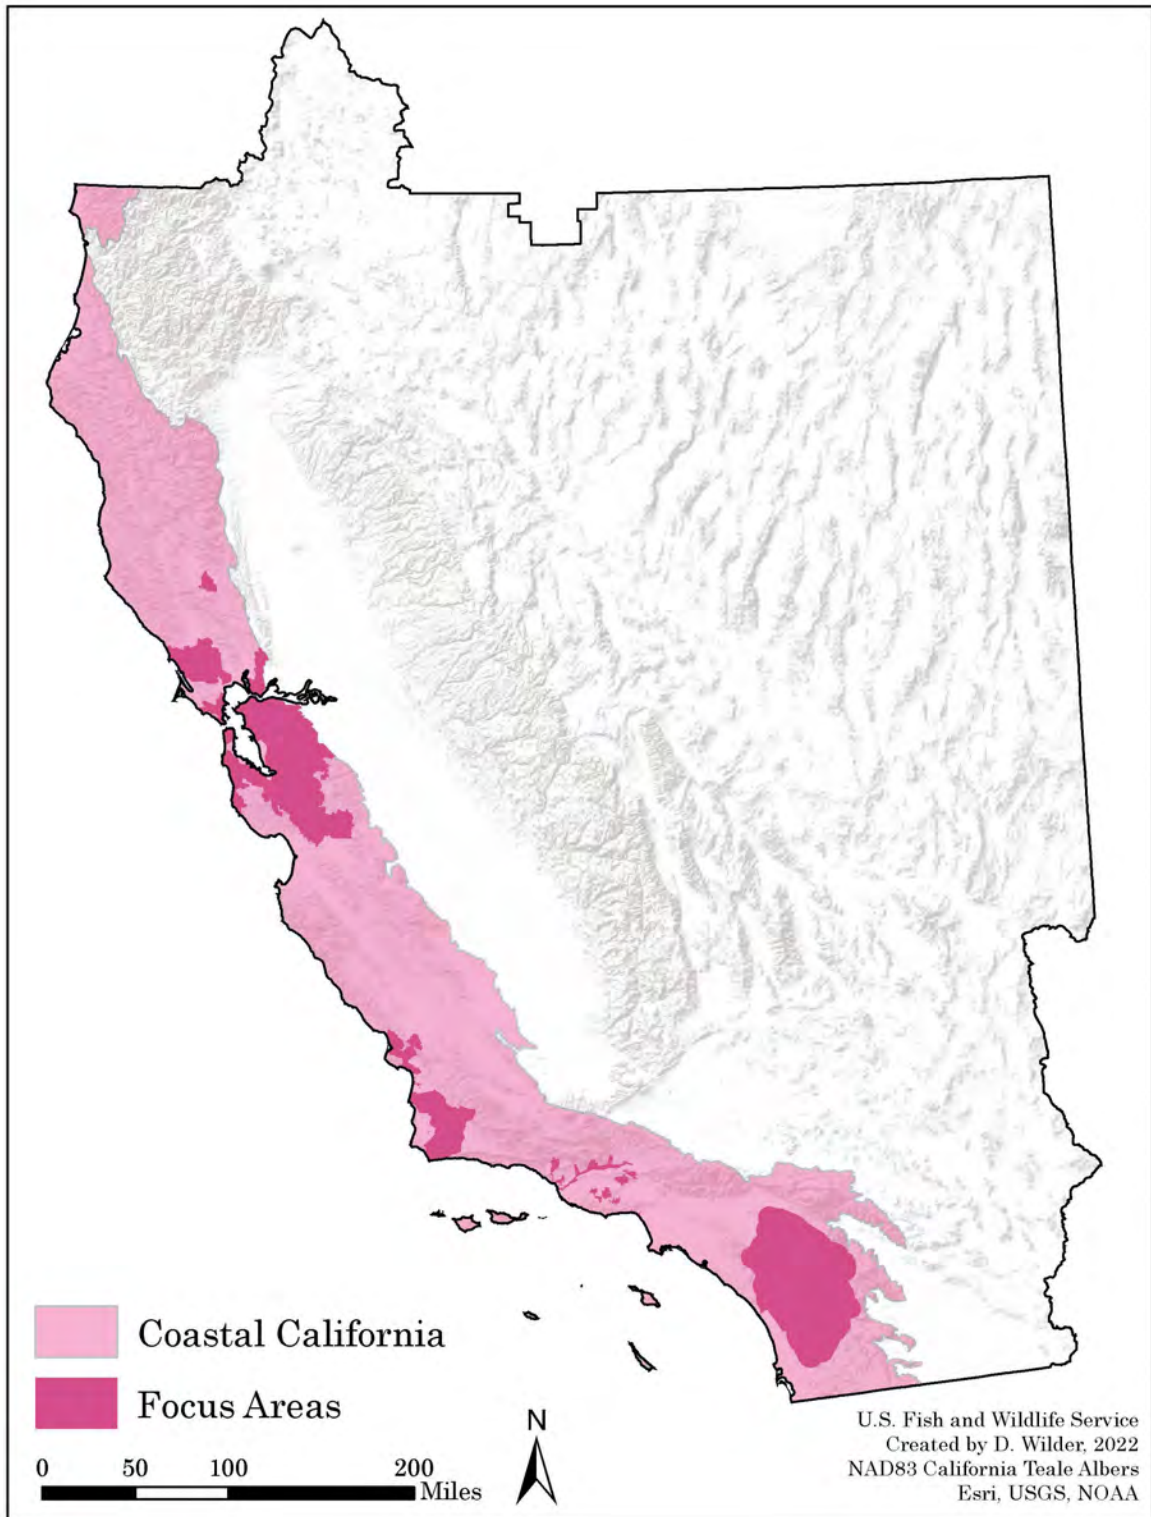 Coastal California
Focus Areas
0 50 100 200
Miles
N
U.S. Fish and Wildlife Service
Created by D. Wilder, 2022
NAD83 California Teale Albers
Esri, USGS, NOAA